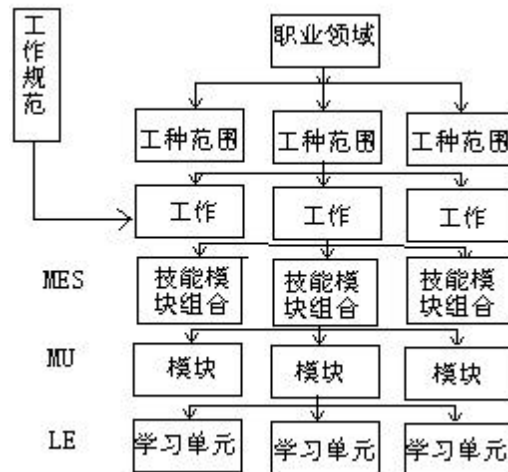 工作规范
职业领域
工种范围 工种范围 工种范围
工作 工作 工作
MES
技能模 技能模 技能模
块组合 块组合 块组合
MU
模块 模块 模块
LE
学习单元 学习单元 学习单元